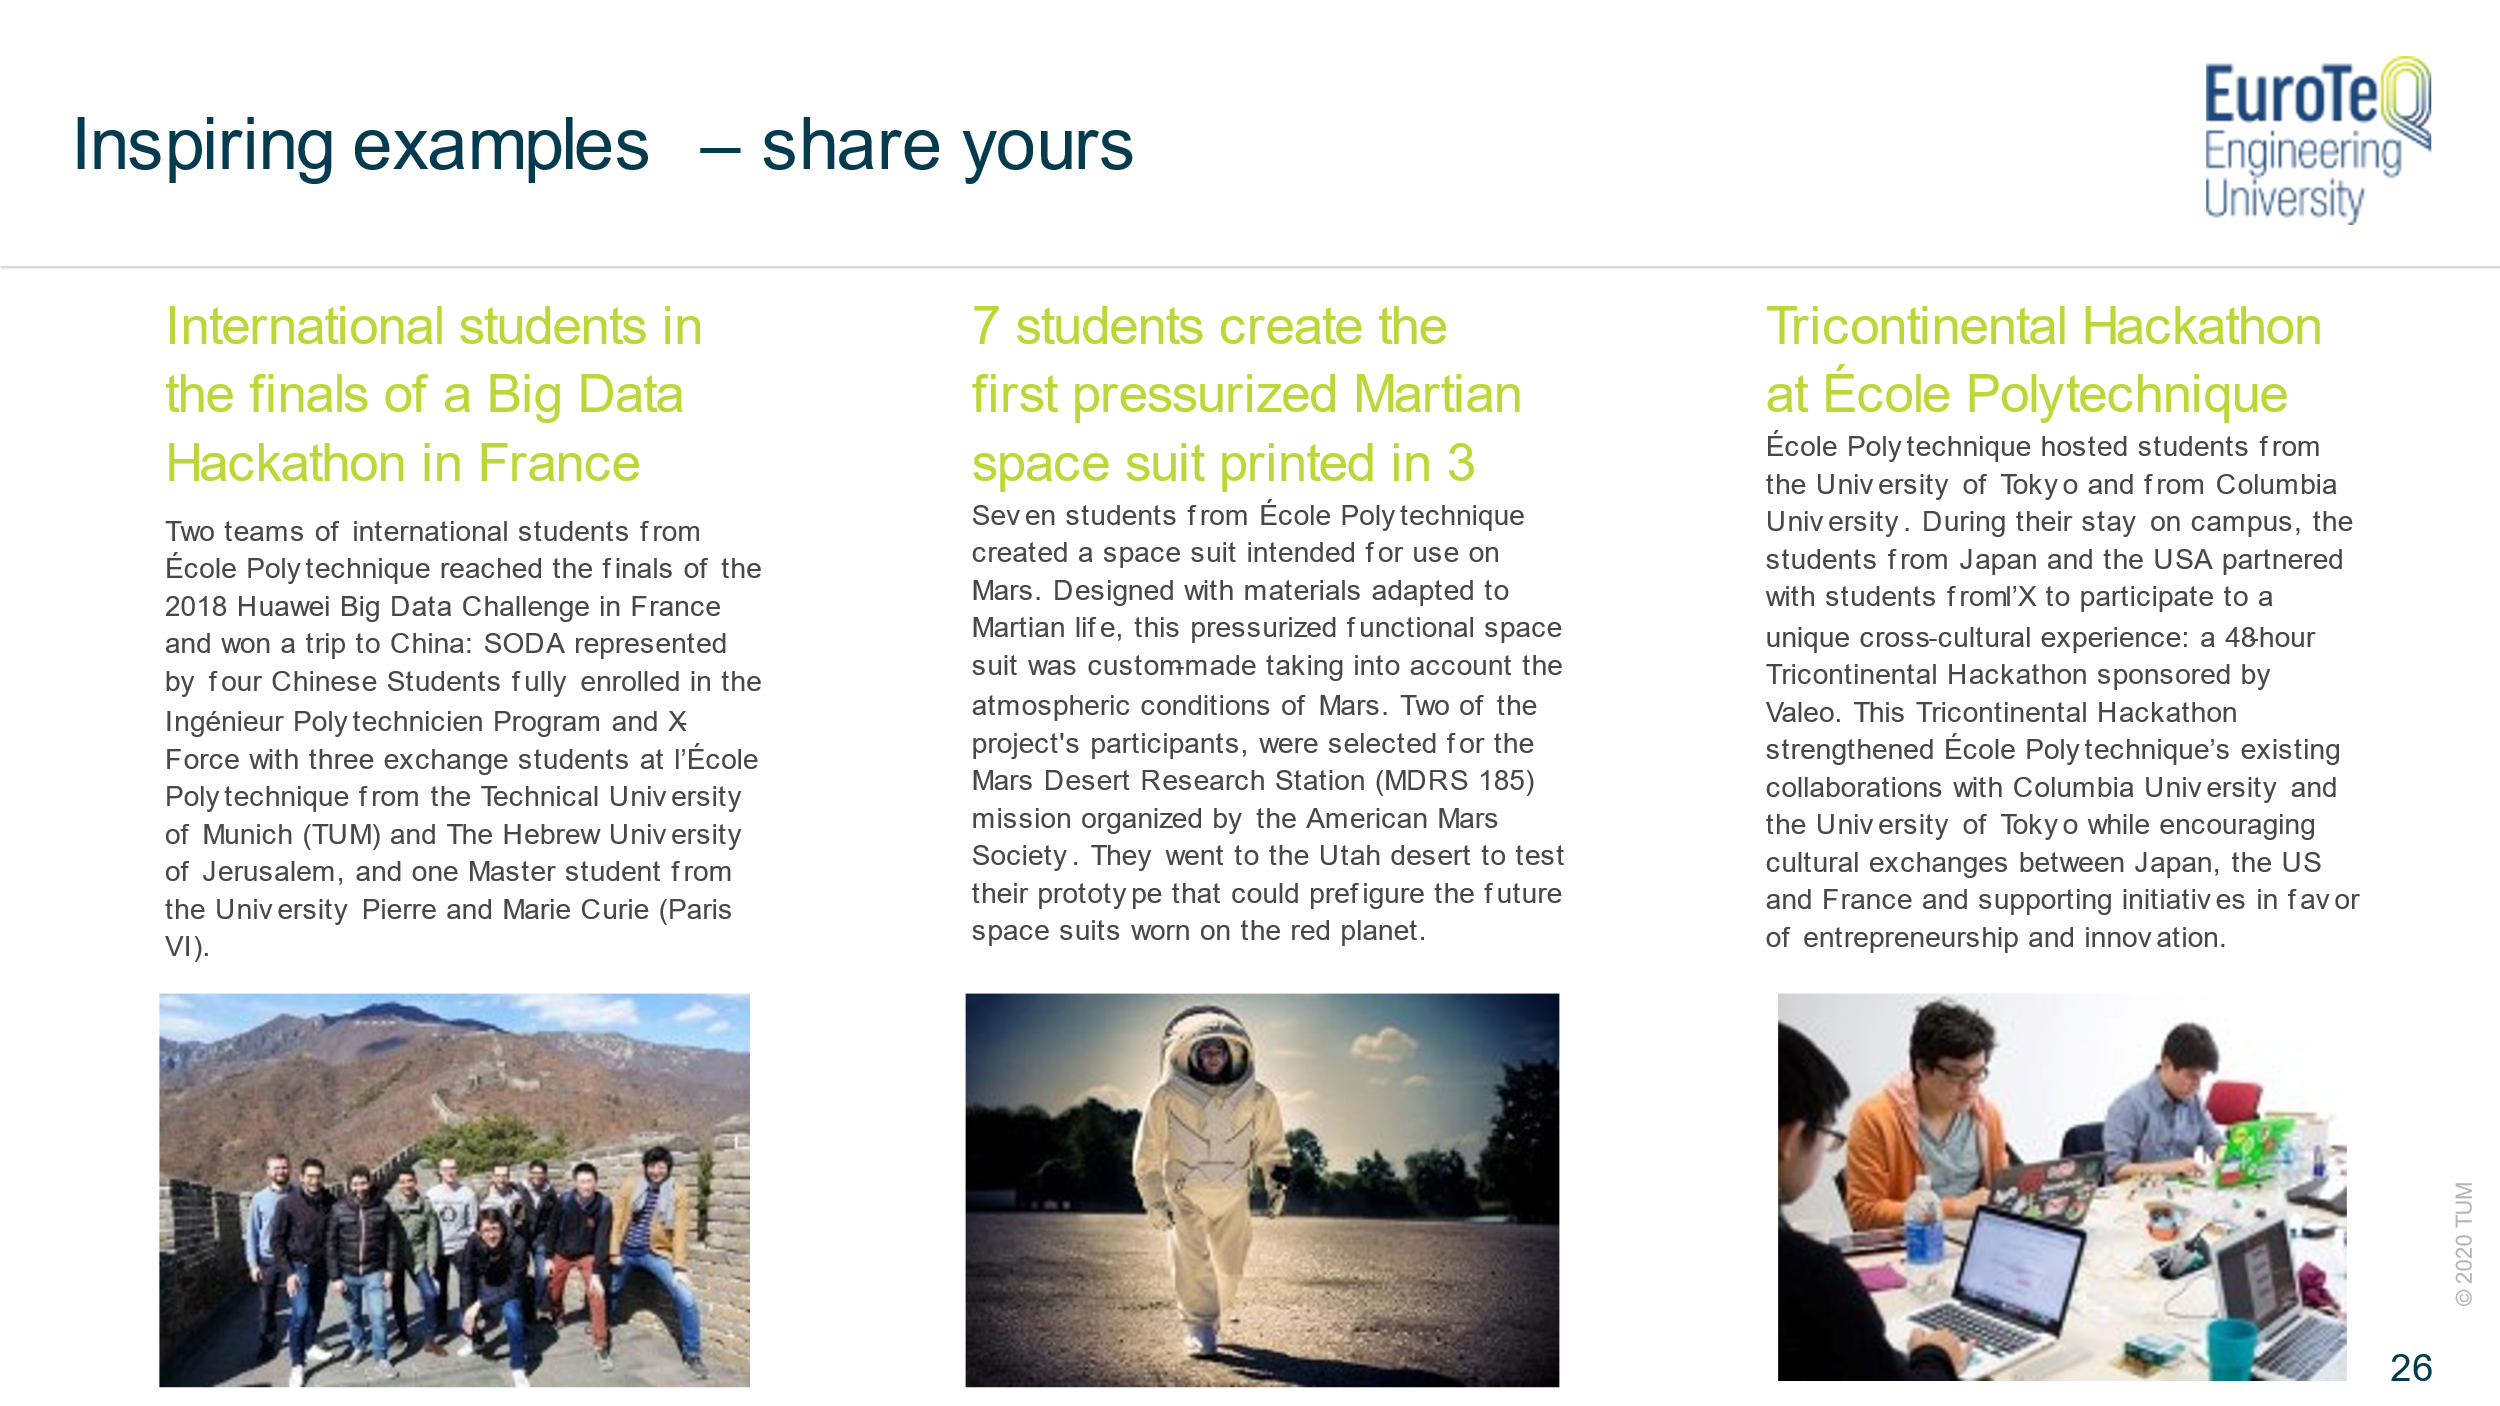 Inspiring examples – share yours
EuroTeQ
Engineering
University
International students in
the finals of a Big Data
Hackathon in France
Two teams of international students from
École Polytechnique reached the finals of the
2018 Huawei Big Data Challenge in France
and won a trip to China: SODA represented
by four Chinese Students fully enrolled in the
Ingénieur Polytechnicien Program and X-
Force with three exchange students at l’École
Polytechnique from the Technical University
of Munich (TUM) and The Hebrew University
of Jerusalem, and one Master student from
the University Pierre and Marie Curie (Paris
VI).
7 students create the
first pressurized Martian
space suit printed in 3
Seven students from École Polytechnique
created a space suit intended for use on
Mars. Designed with materials adapted to
Martian life, this pressurized functional space
suit was custom-made taking into account the
atmospheric conditions of Mars. Two of the
project's participants, were selected for the
Mars Desert Research Station (MDRS 185)
mission organized by the American Mars
Society. They went to the Utah desert to test
their prototype that could prefigure the future
space suits worn on the red planet.
Tricontinental Hackathon
at École Polytechnique
École Polytechnique hosted students from
the University of Tokyo and from Columbia
University. During their stay on campus, the
students from Japan and the USA partnered
with students froml’X to participate to a
unique cross-cultural experience: a 48-hour
Tricontinental Hackathon sponsored by
Valeo. This Tricontinental Hackathon
strengthened École Polytechnique’s existing
collaborations with Columbia University and
the University of Tokyo while encouraging
cultural exchanges between Japan, the US
and France and supporting initiatives in favor
of entrepreneurship and innovation.
© 2020 TUM
26